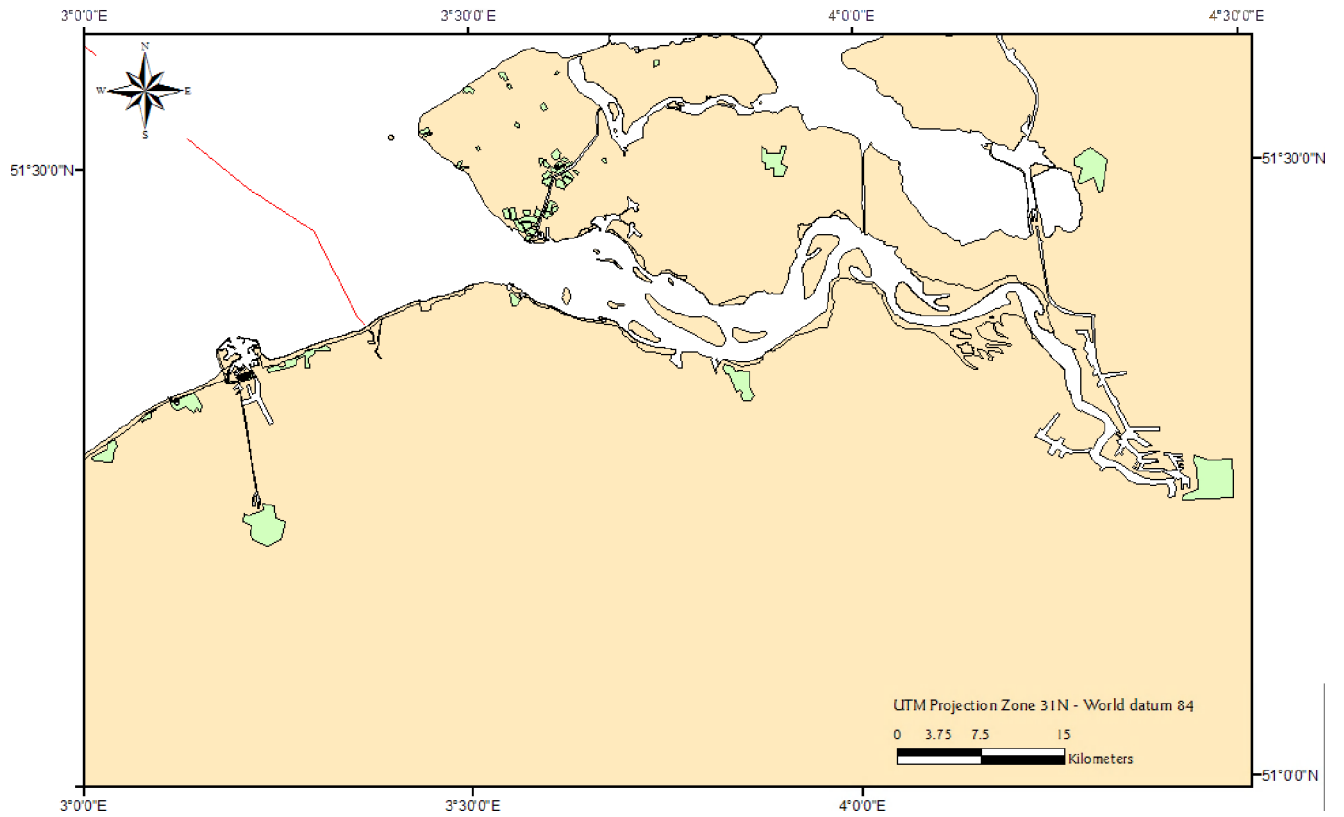 3°0'0"E 3°30'0"E 4°0'0"E 4°30'0"E
N
W E
S
51°30'0"N 51°30'0"N
UTM Projection Zone 31N - World datum 84
0 3.75 7.5 15
Kilometers
51°0'0"N
3°0'0"E 3°30'0"E 4°0'0"E